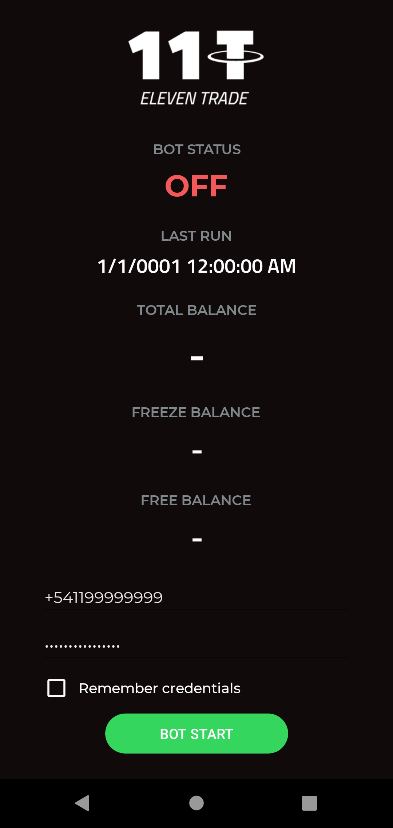 11T
ELEVEN TRADE
BOT STATUS
OFF
LAST RUN
1/1/0001 12:00:00 AM
TOTAL BALANCE
-
FREEZE BALANCE
-
FREE BALANCE
-
+541199999999
················
Remember credentials
BOT START